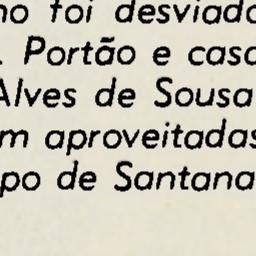 no foi desviado
. Portão e casa
Alves de Sousa
m aproveitadas
po de Santana